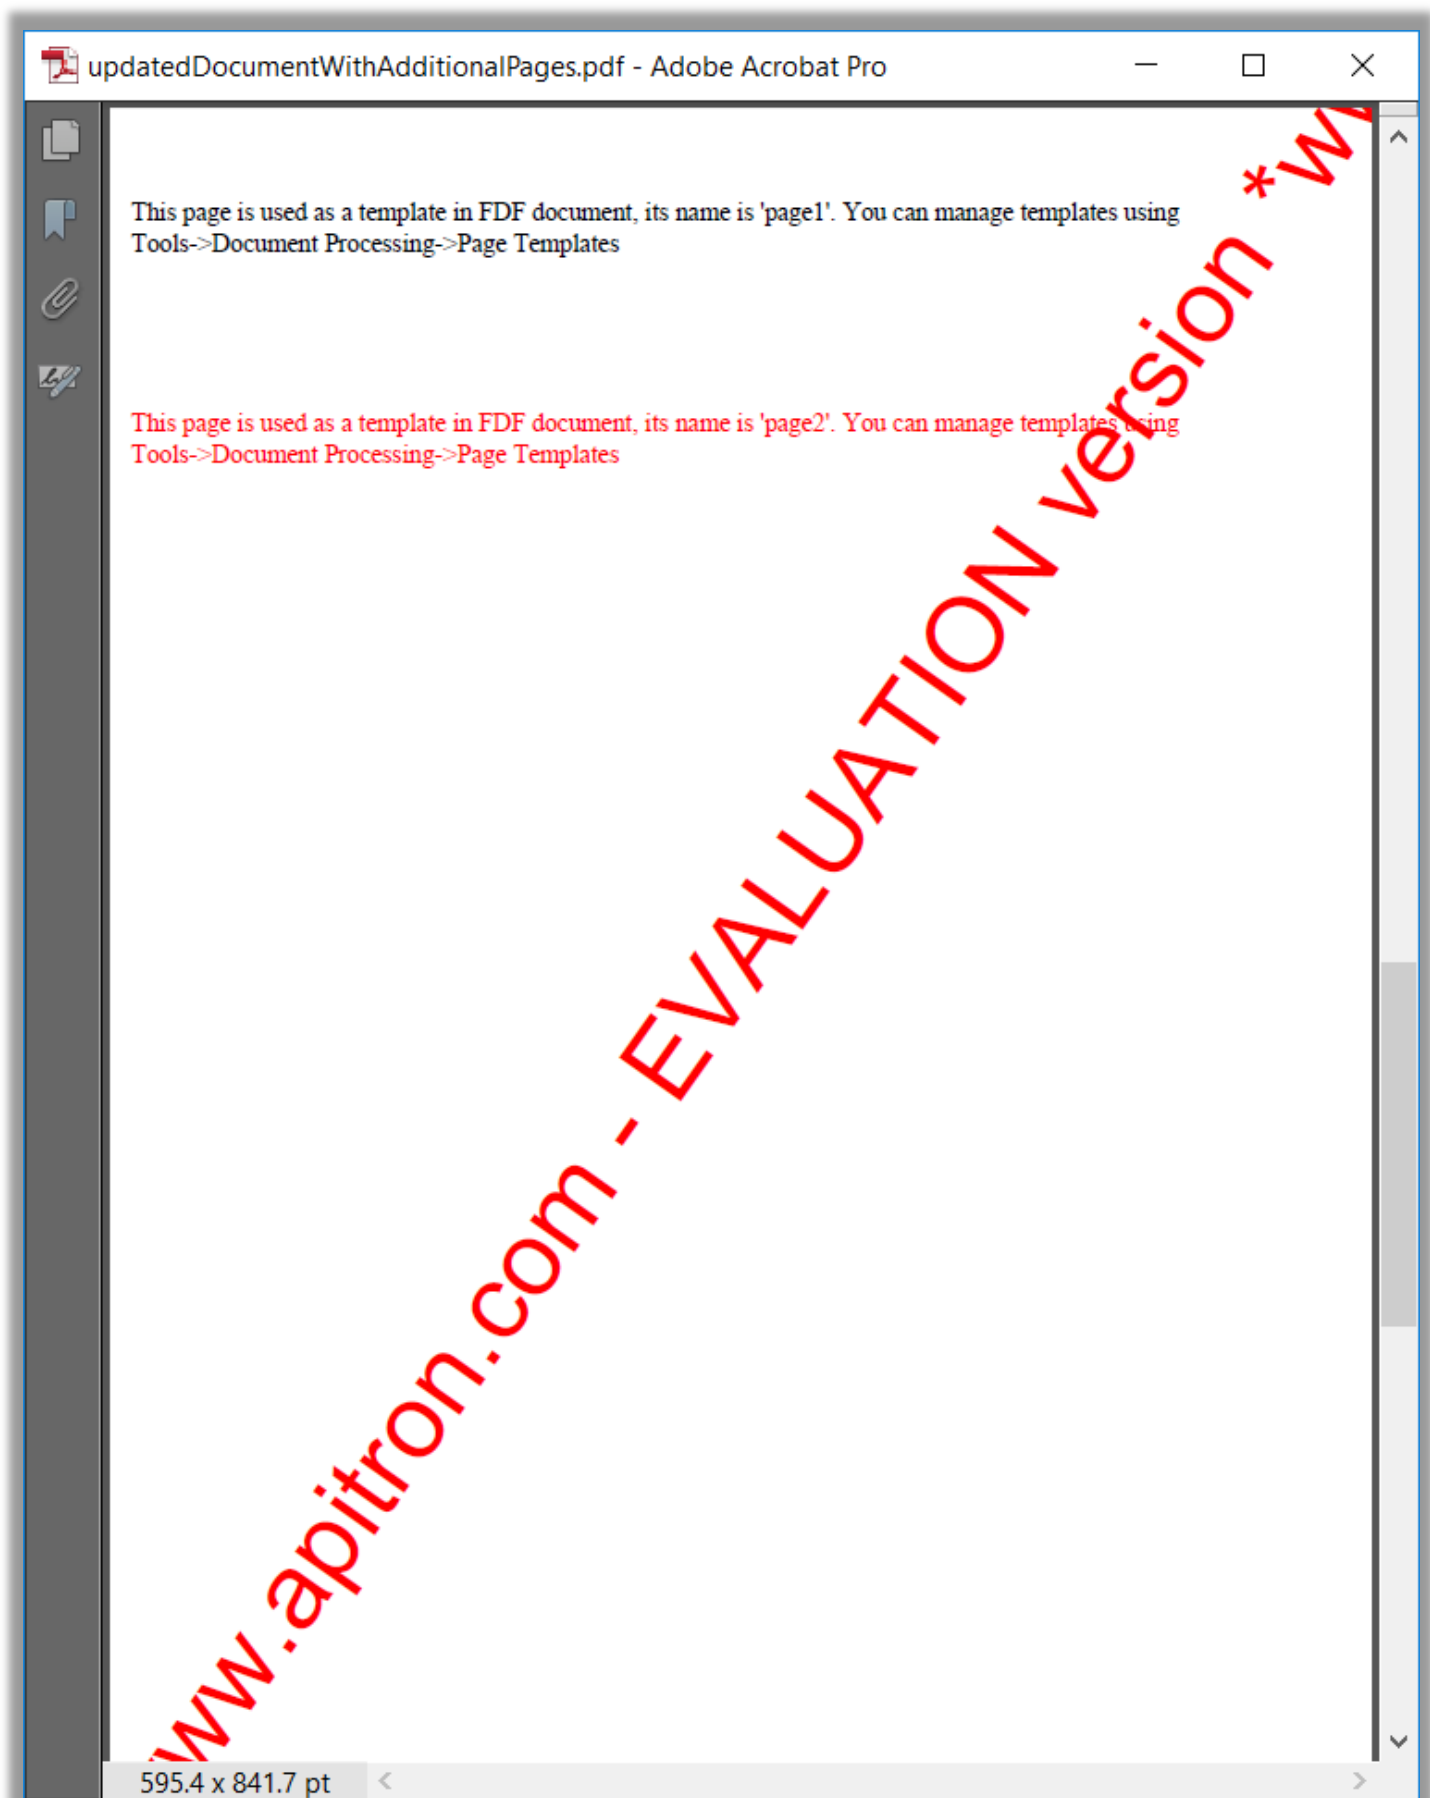 updatedDocumentWithAdditionalPages.pdf - Adobe Acrobat Pro
This page is used as a template in FDF document, its name is 'page1'. You can manage templates using
Tools->Document Processing->Page Templates
This page is used as a template in FDF document, its name is 'page2'. You can manage templates using
Tools->Document Processing->Page Templates
ww.apitron.com - EVALUATION version *w
595.4 x 841.7 pt